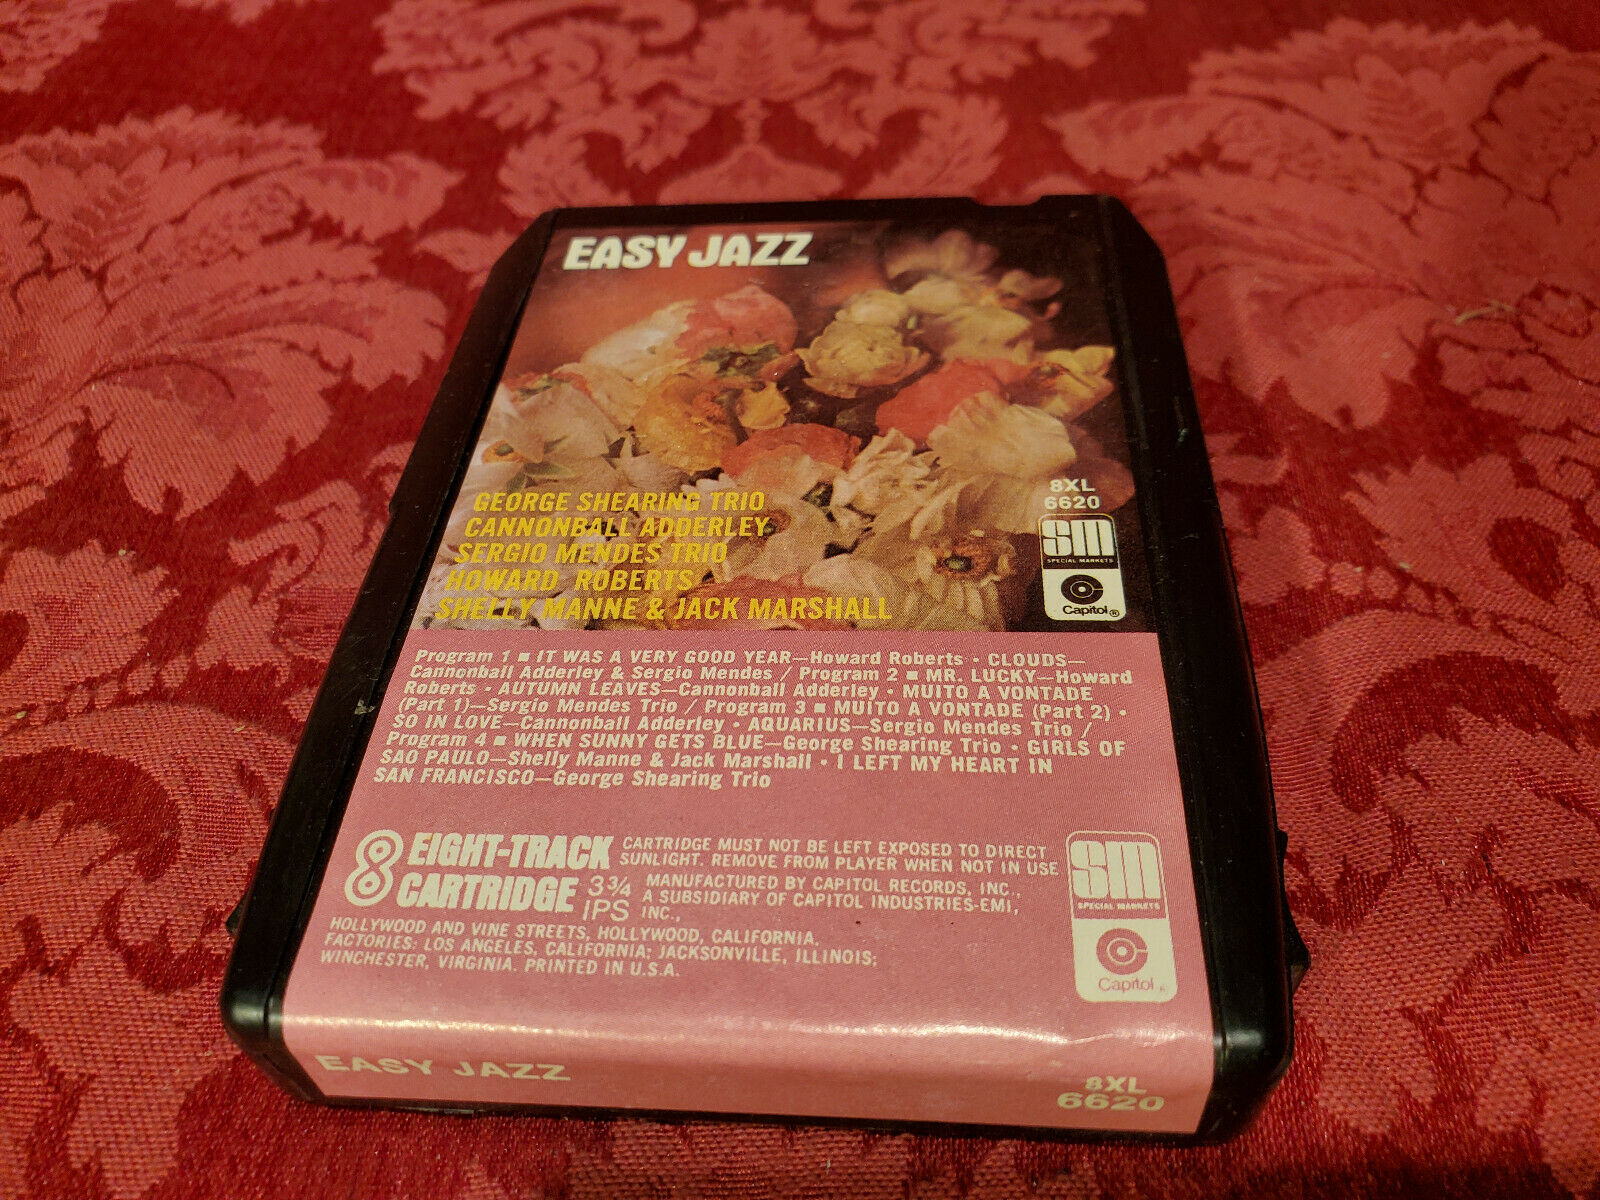 EASY JAZZ
GEORGE SHEARING TRIO
CANNONBALL ADDERLEY
SERGIO MENDES TRIO
HOWARD ROBERTS
SHELLY MANNE & JACK MARSHALL
8XL
6620
SM
SPECIAL MARKETS
Capitol®
Program 1 ■ IT WAS A VERY GOOD YEAR—Howard Roberts • CLOUDS—
Cannonball Adderley & Sergio Mendes / Program 2 ■ MR. LUCKY—Howard
Roberts • AUTUMN LEAVES—Cannonball Adderley • MUITO A VONTADE
(Part 1)—Sergio Mendes Trio / Program 3 ■ MUITO A VONTADE (Part 2) •
SO IN LOVE—Cannonball Adderley • AQUARIUS—Sergio Mendes Trio /
Program 4 ■ WHEN SUNNY GETS BLUE—George Shearing Trio • GIRLS OF
SAO PAULO—Shelly Manne & Jack Marshall • I LEFT MY HEART IN
SAN FRANCISCO—George Shearing Trio
8 EIGHT-TRACK
CARTRIDGE
3¾
IPS
CARTRIDGE MUST NOT BE LEFT EXPOSED TO DIRECT
SUNLIGHT. REMOVE FROM PLAYER WHEN NOT IN USE
MANUFACTURED BY CAPITOL RECORDS, INC.,
A SUBSIDIARY OF CAPITOL INDUSTRIES-EMI,
INC.,
HOLLYWOOD AND VINE STREETS, HOLLYWOOD, CALIFORNIA.
FACTORIES: LOS ANGELES, CALIFORNIA; JACKSONVILLE, ILLINOIS;
WINCHESTER, VIRGINIA. PRINTED IN U.S.A.
SM
SPECIAL MARKETS
Capitol®
EASY JAZZ
8XL
6620